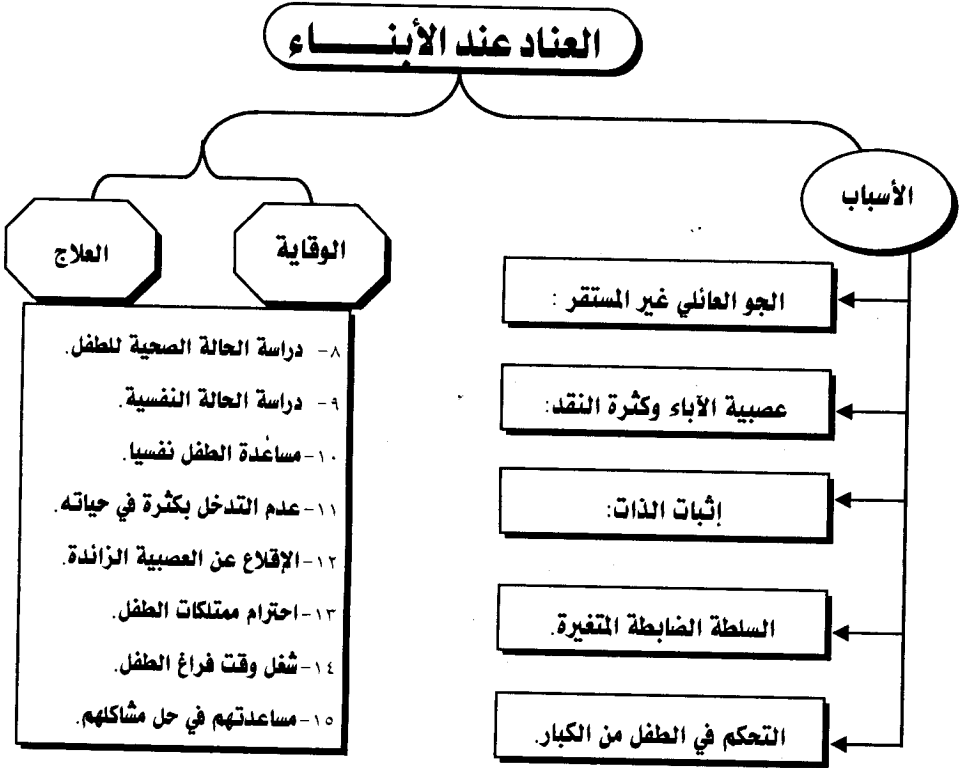 العناد عند الأبنـــــاء
الأسباب
الجو العائلي غير المستقر :
عصبية الآباء وكثرة النقد:
إثبات الذات:
السلطة الضابطة المتغيرة.
التحكم في الطفل من الكبار.
الوقاية
العلاج
٨- دراسة الحالة الصحية للطفل.
٩- دراسة الحالة النفسية.
١٠-مساعدة الطفل نفسيا.
١١-عدم التدخل بكثرة في حياته.
١٢-الإقلاع عن العصبية الزائدة.
١٣-احترام ممتلكات الطفل.
١٤-شغل وقت فراغ الطفل.
١٥-مساعدتهم في حل مشاكلهم.